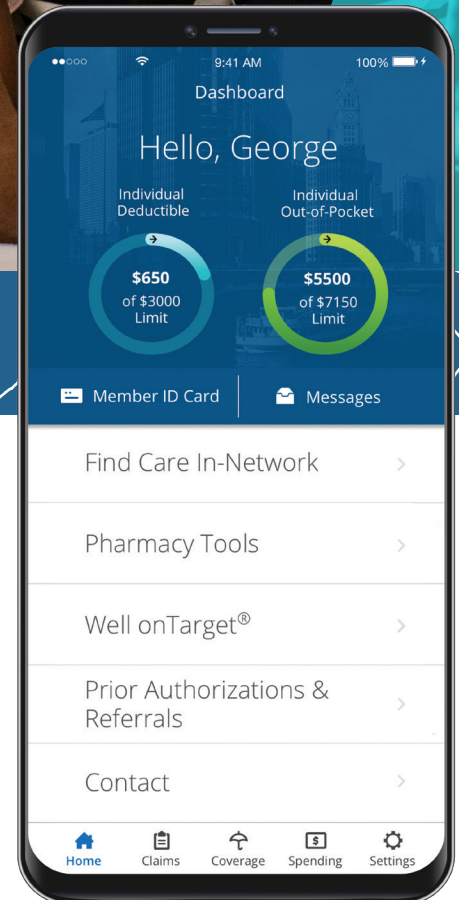 9:41 AM
100%
Dashboard
Hello, George
Individual
Deductible
Individual
Out-of-Pocket
$650
of $3000
Limit
$5500
of $7150
Limit
Member ID Card
Messages
Find Care In-Network
Pharmacy Tools
Well onTarget®
Prior Authorizations &
Referrals
Contact
Home
Claims
Coverage
Spending
Settings